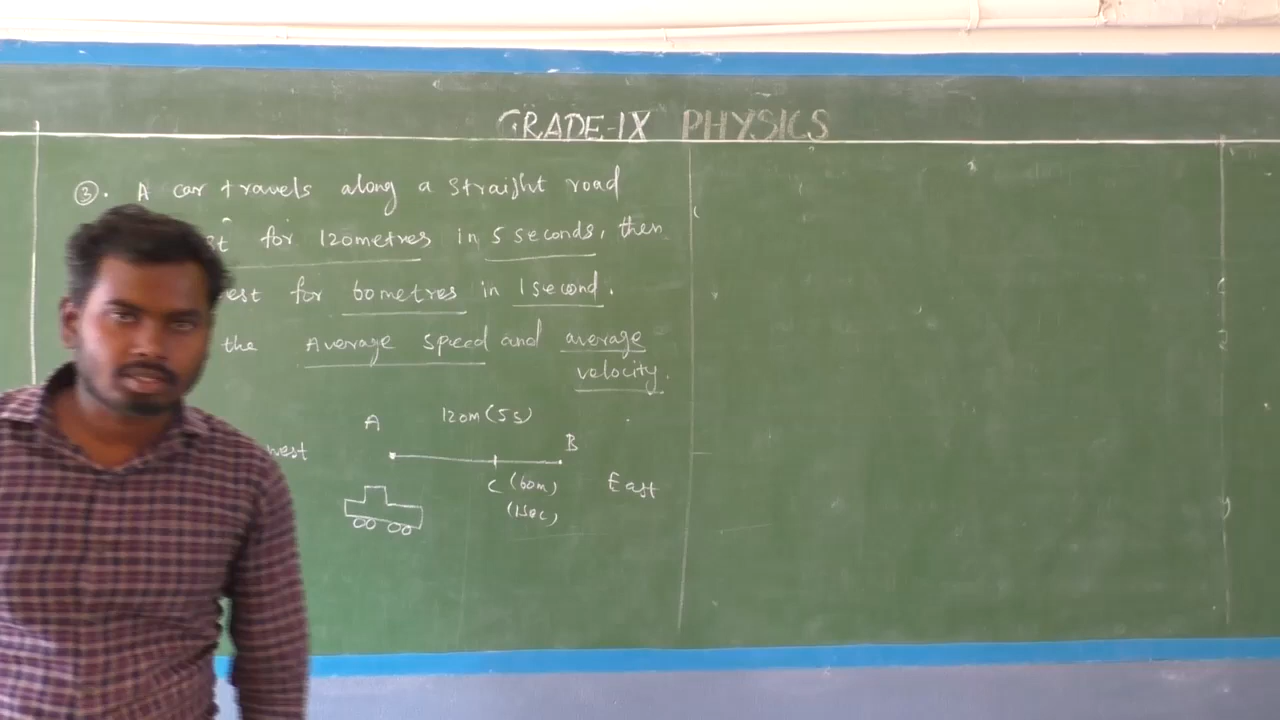 GRADE-IX PHYSICS
③. A car travels along a straight road
for 120metres in 5 seconds, then
for 60metres in 1second.
the Average speed and average
velocity.
A 120m (5s)
B
west
C (60m) East
(1sec)